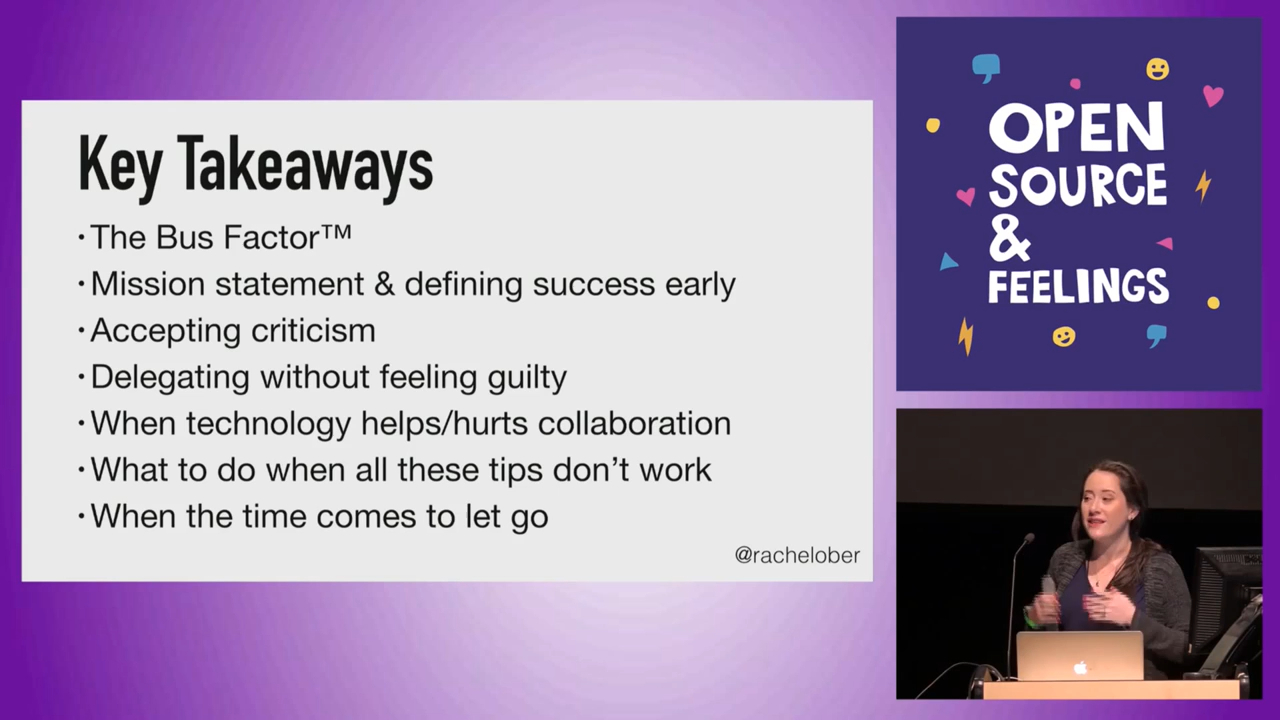 Key Takeaways
·The Bus Factor™
·Mission statement & defining success early
·Accepting criticism
·Delegating without feeling guilty
·When technology helps/hurts collaboration
·What to do when all these tips don’t work
·When the time comes to let go
@rachelober
OPEN
SOURCE
&
FEELINGS